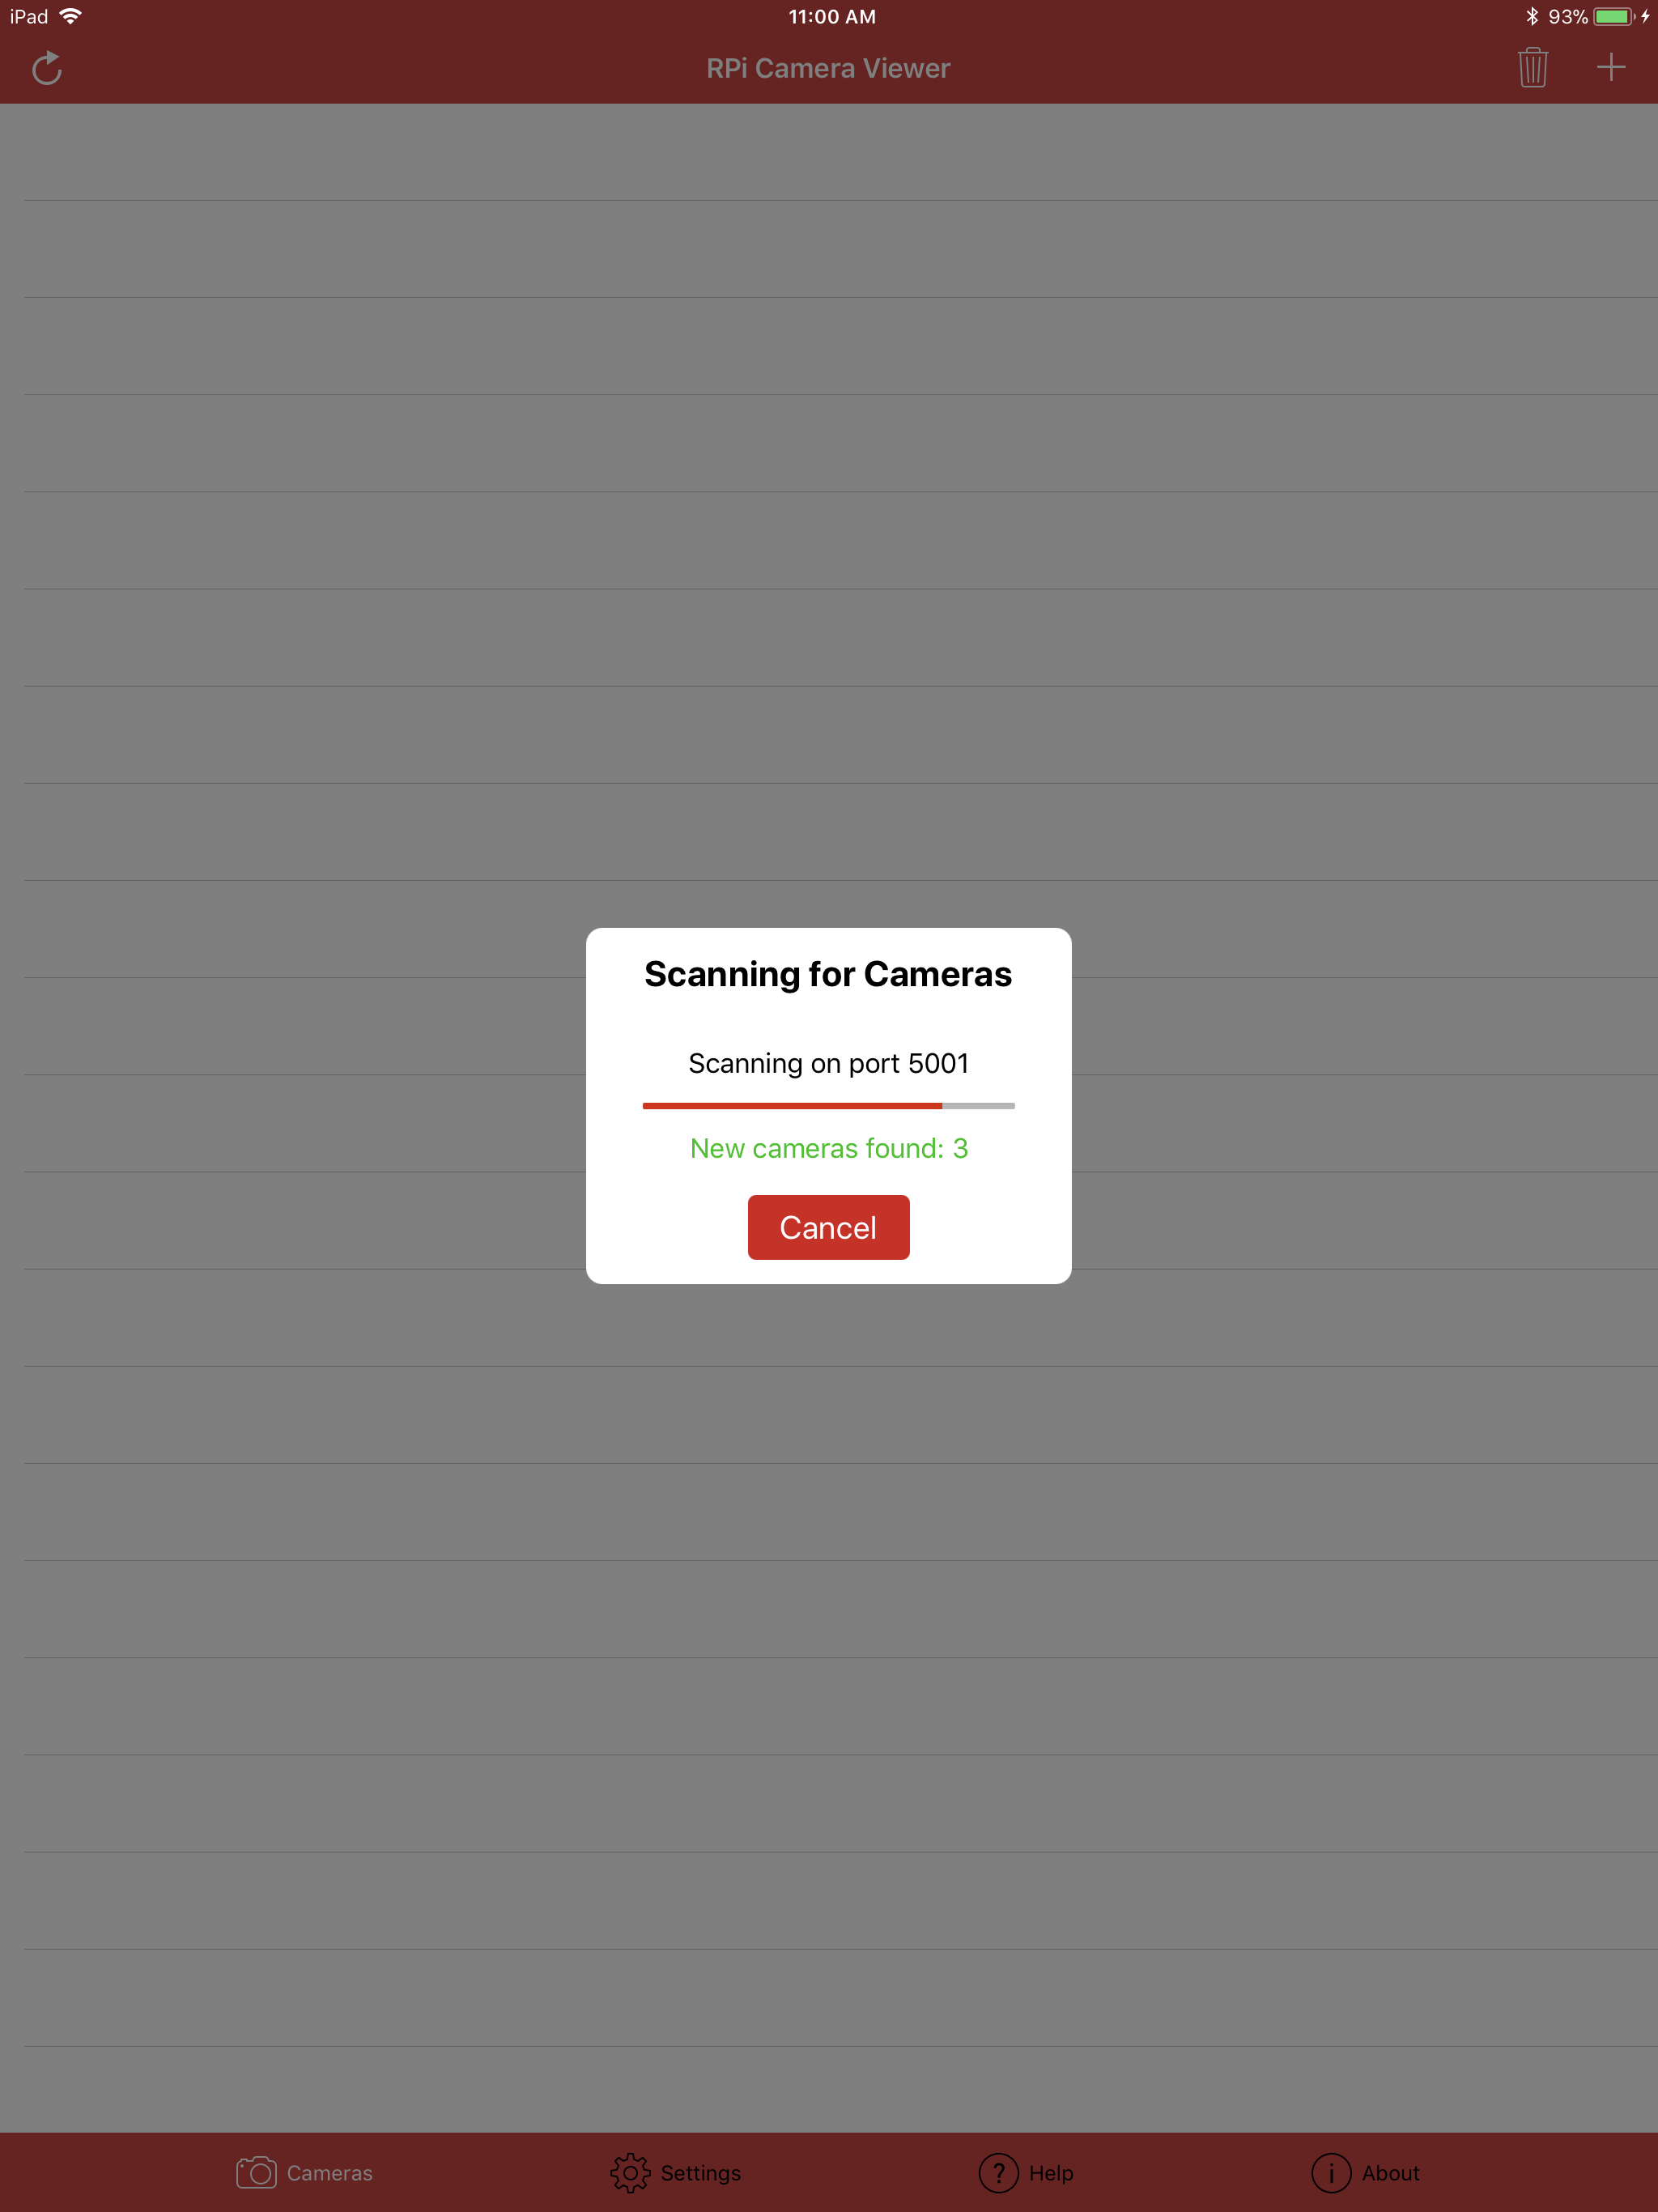 iPad 11:00 AM 93%
RPi Camera Viewer
Scanning for Cameras
Scanning on port 5001
New cameras found: 3
Cancel
Cameras Settings ? Help i About